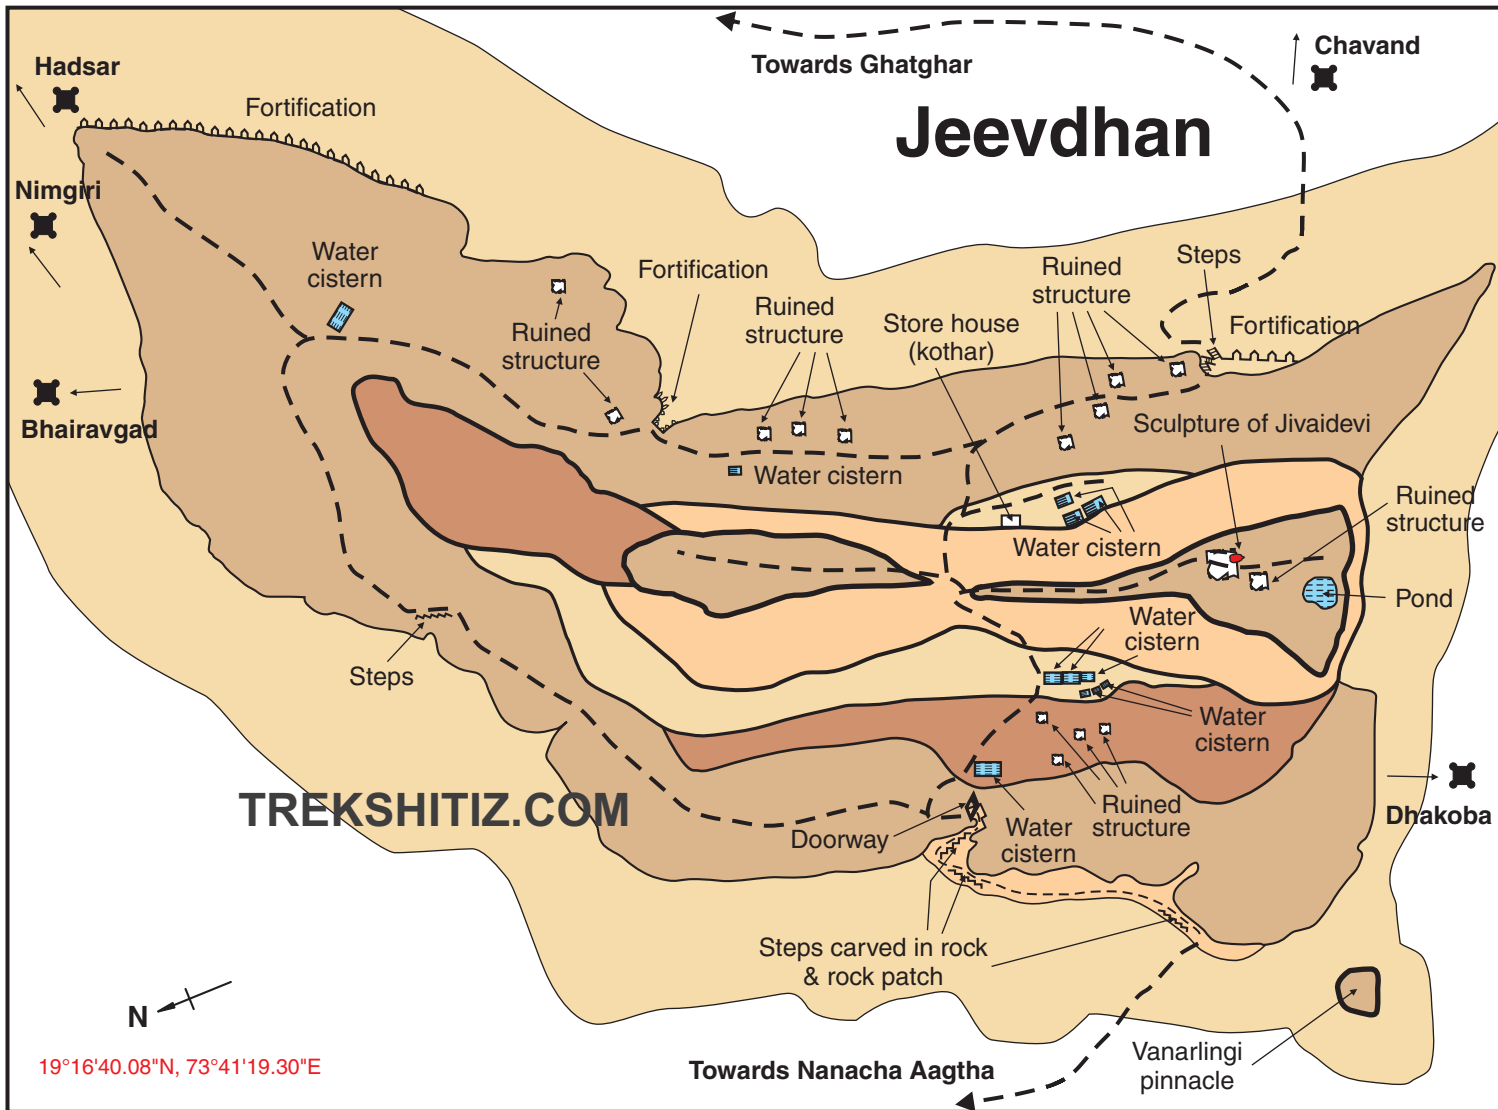 Hadsar
Fortification
Towards Ghatghar
Chavand
Jeevdhan
Nimgiri
Water
cistern
Fortification
Ruined
structure
Ruined
structure
Store house
(kothar)
Ruined
structure
Steps
Fortification
Bhairavgad
Sculpture of Jivaidevi
Water cistern
Ruined
structure
Water cistern
Pond
Water
cistern
Steps
Water
cistern
TREKSHITIZ.COM
Doorway
Water
cistern
Ruined
structure
Dhakoba
Steps carved in rock
& rock patch
N
19°16'40.08"N, 73°41'19.30"E
Towards Nanacha Aagtha
Vanarlingi
pinnacle